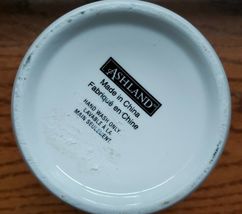 ASHLAND
Made in China
Fabriqué en Chine
HAND WASH ONLY
LAVABLE À LA
MAIN SEULEMENT